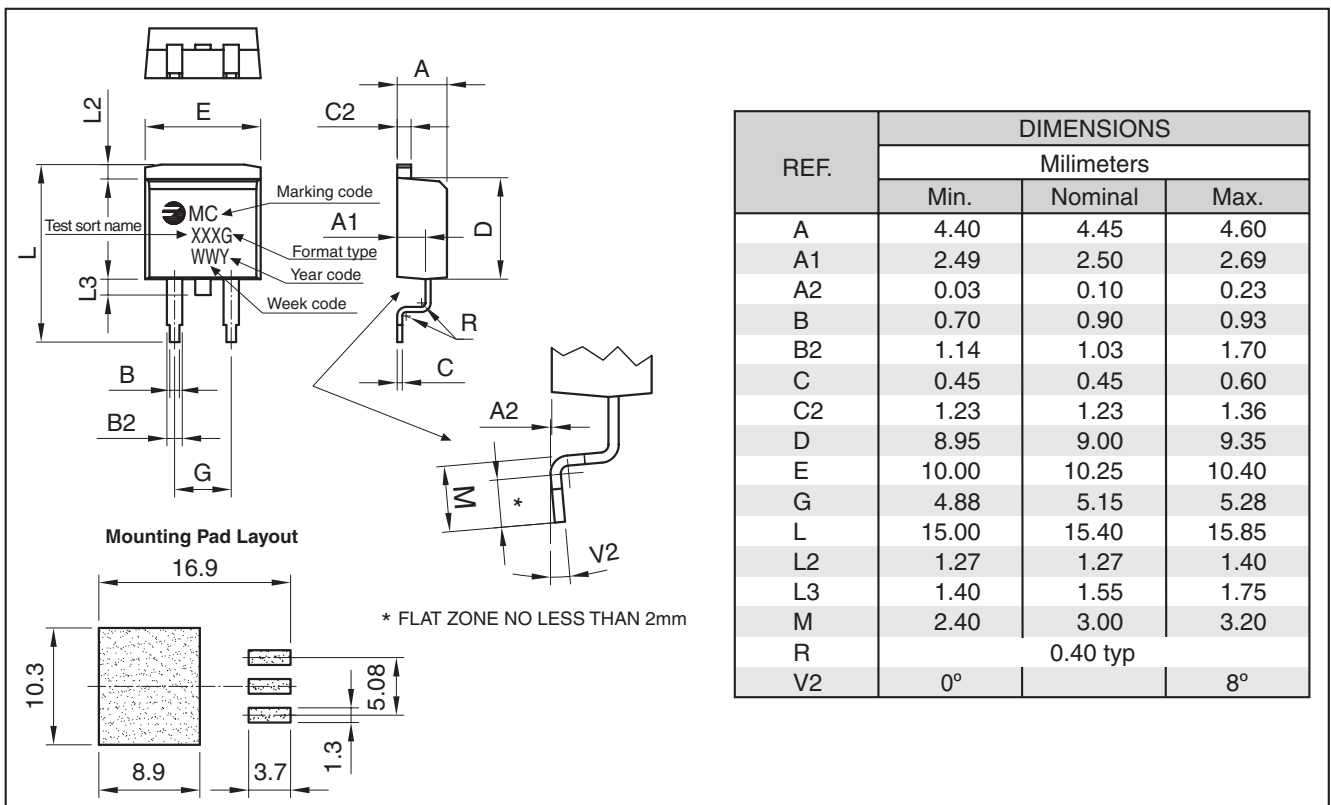 A
C2
L2
E
L
L3
Marking code
MC
Test sort name
XXXG
Format type
WWY
Year code
Week code
A1
D
R
C
B
B2
G
A2
M
*
V2
* FLAT ZONE NO LESS THAN 2mm
Mounting Pad Layout
16.9
10.3
5.08
1.3
8.9
3.7
REF. DIMENSIONS
Milimeters
Min. Nominal Max.
A 4.40 4.45 4.60
A1 2.49 2.50 2.69
A2 0.03 0.10 0.23
B 0.70 0.90 0.93
B2 1.14 1.03 1.70
C 0.45 0.45 0.60
C2 1.23 1.23 1.36
D 8.95 9.00 9.35
E 10.00 10.25 10.40
G 4.88 5.15 5.28
L 15.00 15.40 15.85
L2 1.27 1.27 1.40
L3 1.40 1.55 1.75
M 2.40 3.00 3.20
R 0.40 typ
V2 0º 8º